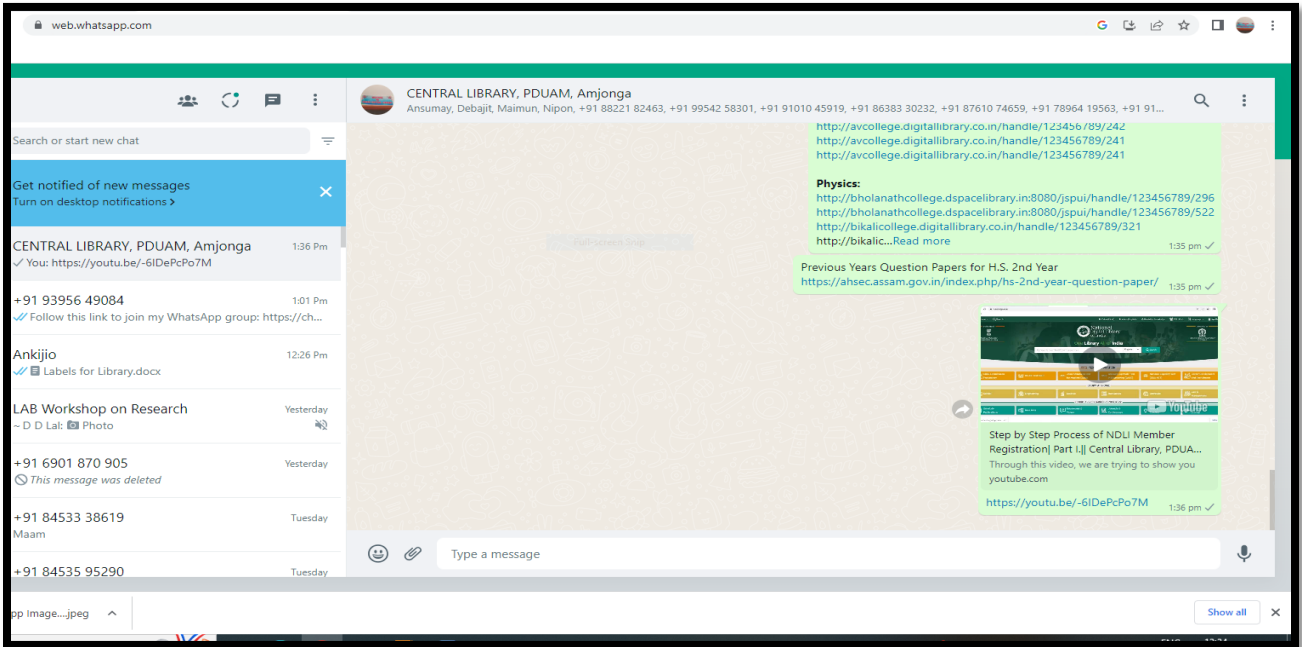 web.whatsapp.com
Search or start new chat
Get notified of new messages
Turn on desktop notifications >
CENTRAL LIBRARY, PDUAM, Amjonga 1:36 Pm
You: https://youtu.be/-6IDePcPo7M
+91 93956 49084 1:01 Pm
Follow this link to join my WhatsApp group: https://ch...
Ankijio 12:26 Pm
Labels for Library.docx
LAB Workshop on Research Yesterday
~ D D Lal: Photo
+91 6901 870 905 Yesterday
This message was deleted
+91 84533 38619 Tuesday
Maam
+91 84535 95290 Tuesday
CENTRAL LIBRARY, PDUAM, Amjonga
Ansumay, Debajit, Maimun, Nipon, +91 88221 82463, +91 99542 58301, +91 91010 45919, +91 86383 30232, +91 87610 74659, +91 78964 19563, +91 91...
http://avcollege.digitallibrary.co.in/handle/123456789/242
http://avcollege.digitallibrary.co.in/handle/123456789/241
http://avcollege.digitallibrary.co.in/handle/123456789/241
Physics:
http://bholanathcollege.dspacelibrary.in:8080/jspui/handle/123456789/296
http://bholanathcollege.dspacelibrary.in:8080/jspui/handle/123456789/522
http://bikalicollege.digitallibrary.co.in/handle/123456789/321
http://bikalic...Read more
1:35 pm
Full-screen Snip
Previous Years Question Papers for H.S. 2nd Year
https://ahsec.assam.gov.in/index.php/hs-2nd-year-question-paper/ 1:35 pm
YouTube
Step by Step Process of NDLI Member
Registration| Part I.|| Central Library, PDUA...
Through this video, we are trying to show you
youtube.com
https://youtu.be/-6IDePcPo7M 1:36 pm
Type a message
pp Image....jpeg
Show all